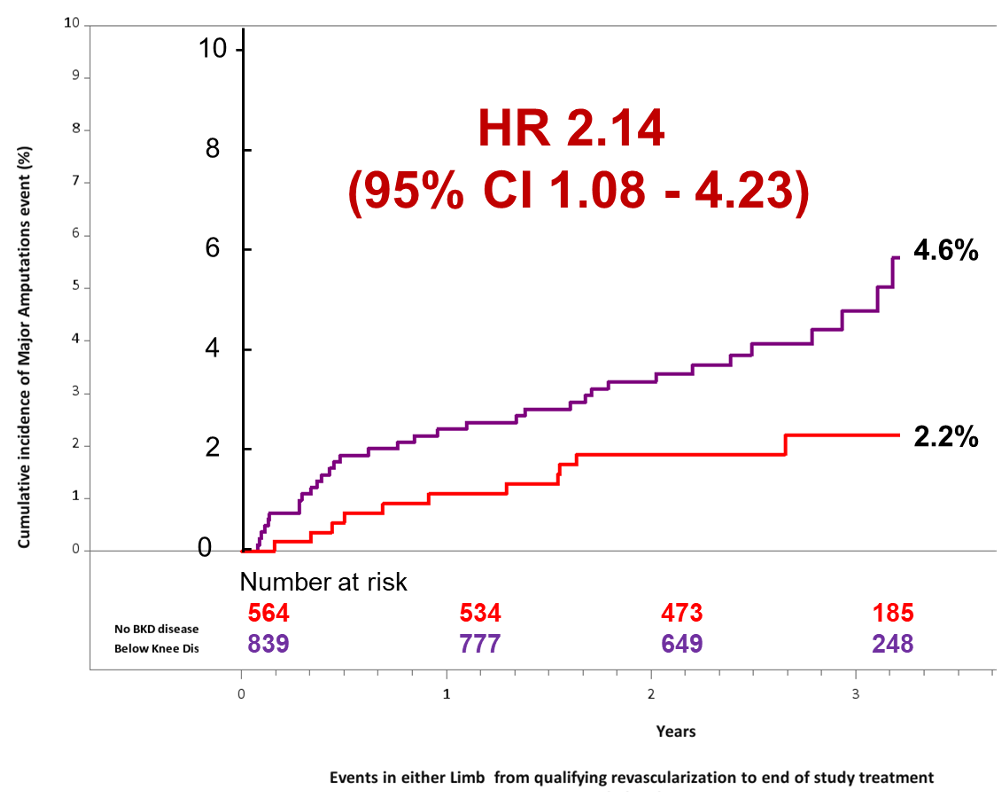 Cumulative incidence of Major Amputations event (%)
10
9
8
7
6
5
4
3
2
1
0
10
8
6
4
2
0
HR 2.14
(95% CI 1.08 - 4.23)
4.6%
2.2%
Number at risk
No BKD disease 564 534 473 185
Below Knee Dis 839 777 649 248
0 1 2 3
Years
Events in either Limb from qualifying revascularization to end of study treatment